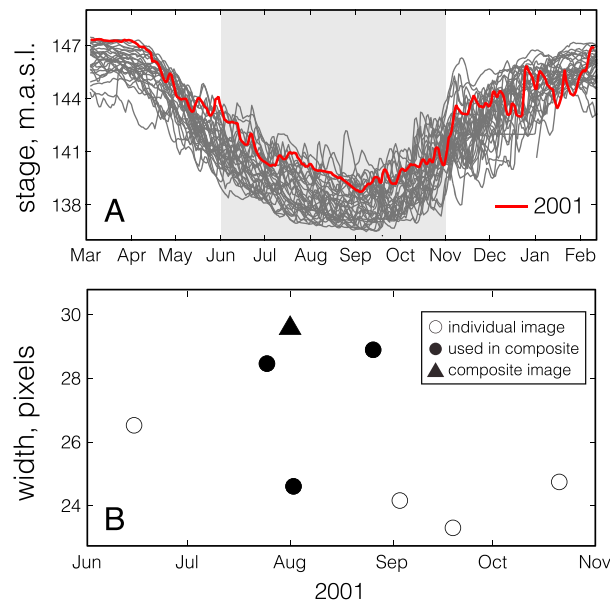 stage, m.a.s.l.
147
144
141
138
A
2001
Mar Apr May Jun Jul Aug Sep Oct Nov Dec Jan Feb
width, pixels
30
28
26
24
individual image
used in composite
composite image
B
Jun Jul Aug Sep Oct Nov
2001